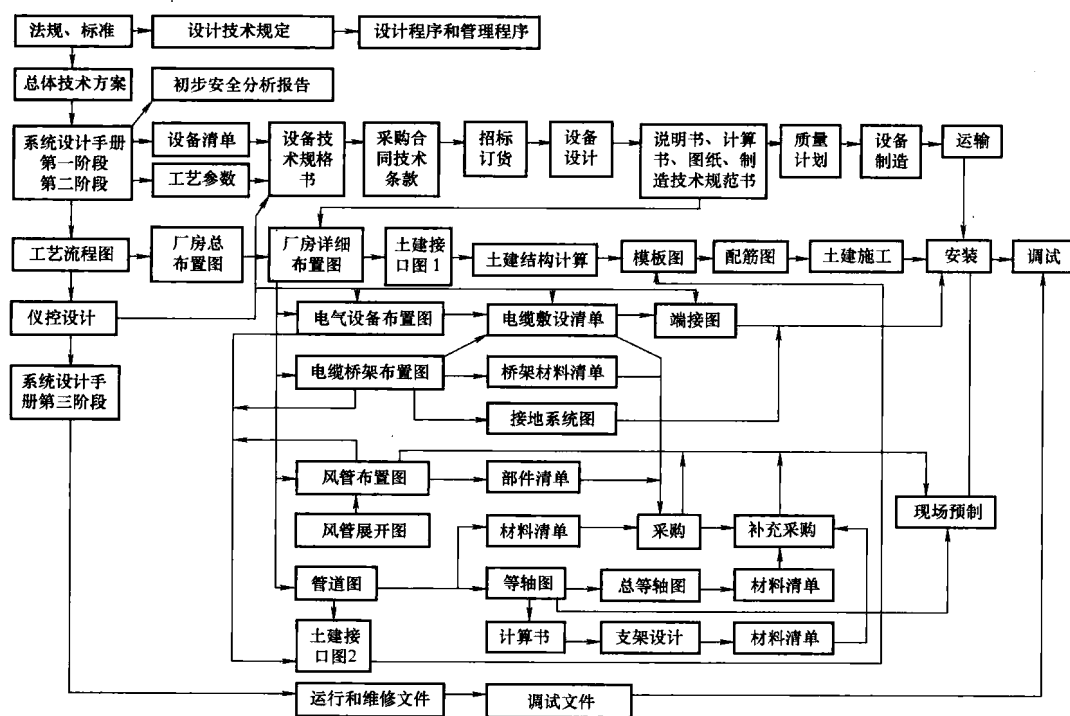 法规、标准
设计技术规定
设计程序和管理程序
总体技术方案
初步安全分析报告
系统设计手册
第一阶段
第二阶段
设备清单
工艺参数
设备技
术规格
书
采购合
同技术
条款
招标
订货
设备
设计
说明书、计算
书、图纸、制
造技术规范书
质量
计划
设备
制造
运输
工艺流程图
厂房总
布置图
厂房详细
布置图
土建接
口图1
土建结构计算
模板图
配筋图
土建施工
安装
调试
仪控设计
电气设备布置图
电缆敷设清单
端接图
系统设计手
册第三阶段
电缆桥架布置图
桥架材料清单
接地系统图
风管布置图
部件清单
风管展开图
材料清单
采购
补充采购
现场预制
管道图
等轴图
总等轴图
材料清单
土建接
口图2
计算书
支架设计
材料清单
运行和维修文件
调试文件